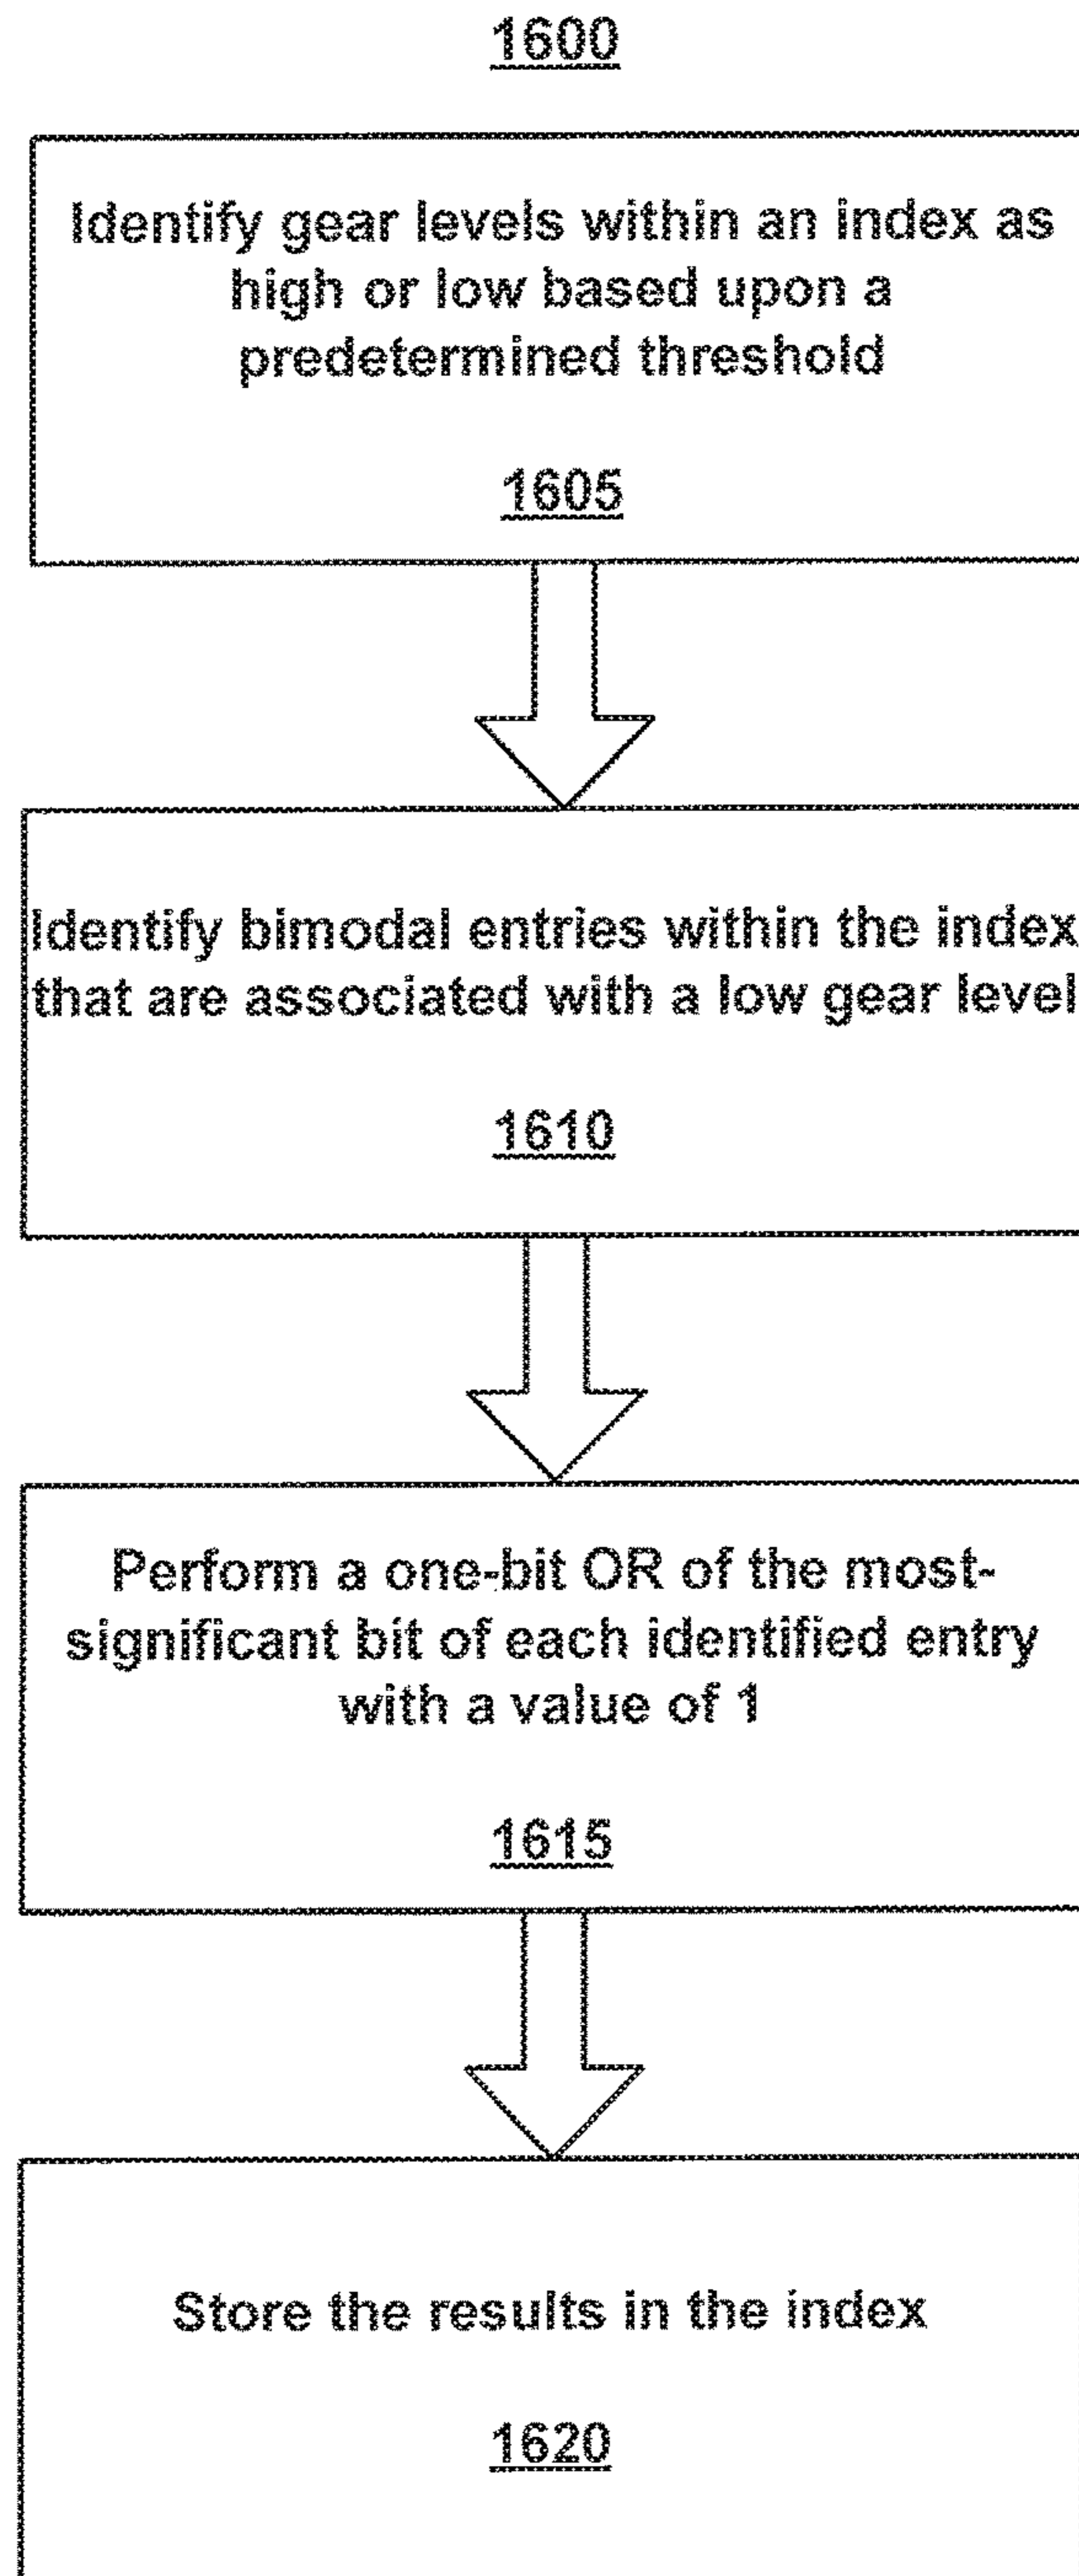 1600
Identify gear levels within an index as
high or low based upon a
predetermined threshold
1605
Identify bimodal entries within the index
that are associated with a low gear level
1610
Perform a one-bit OR of the most-
significant bit of each identified entry
with a value of 1
1615
Store the results in the index
1620